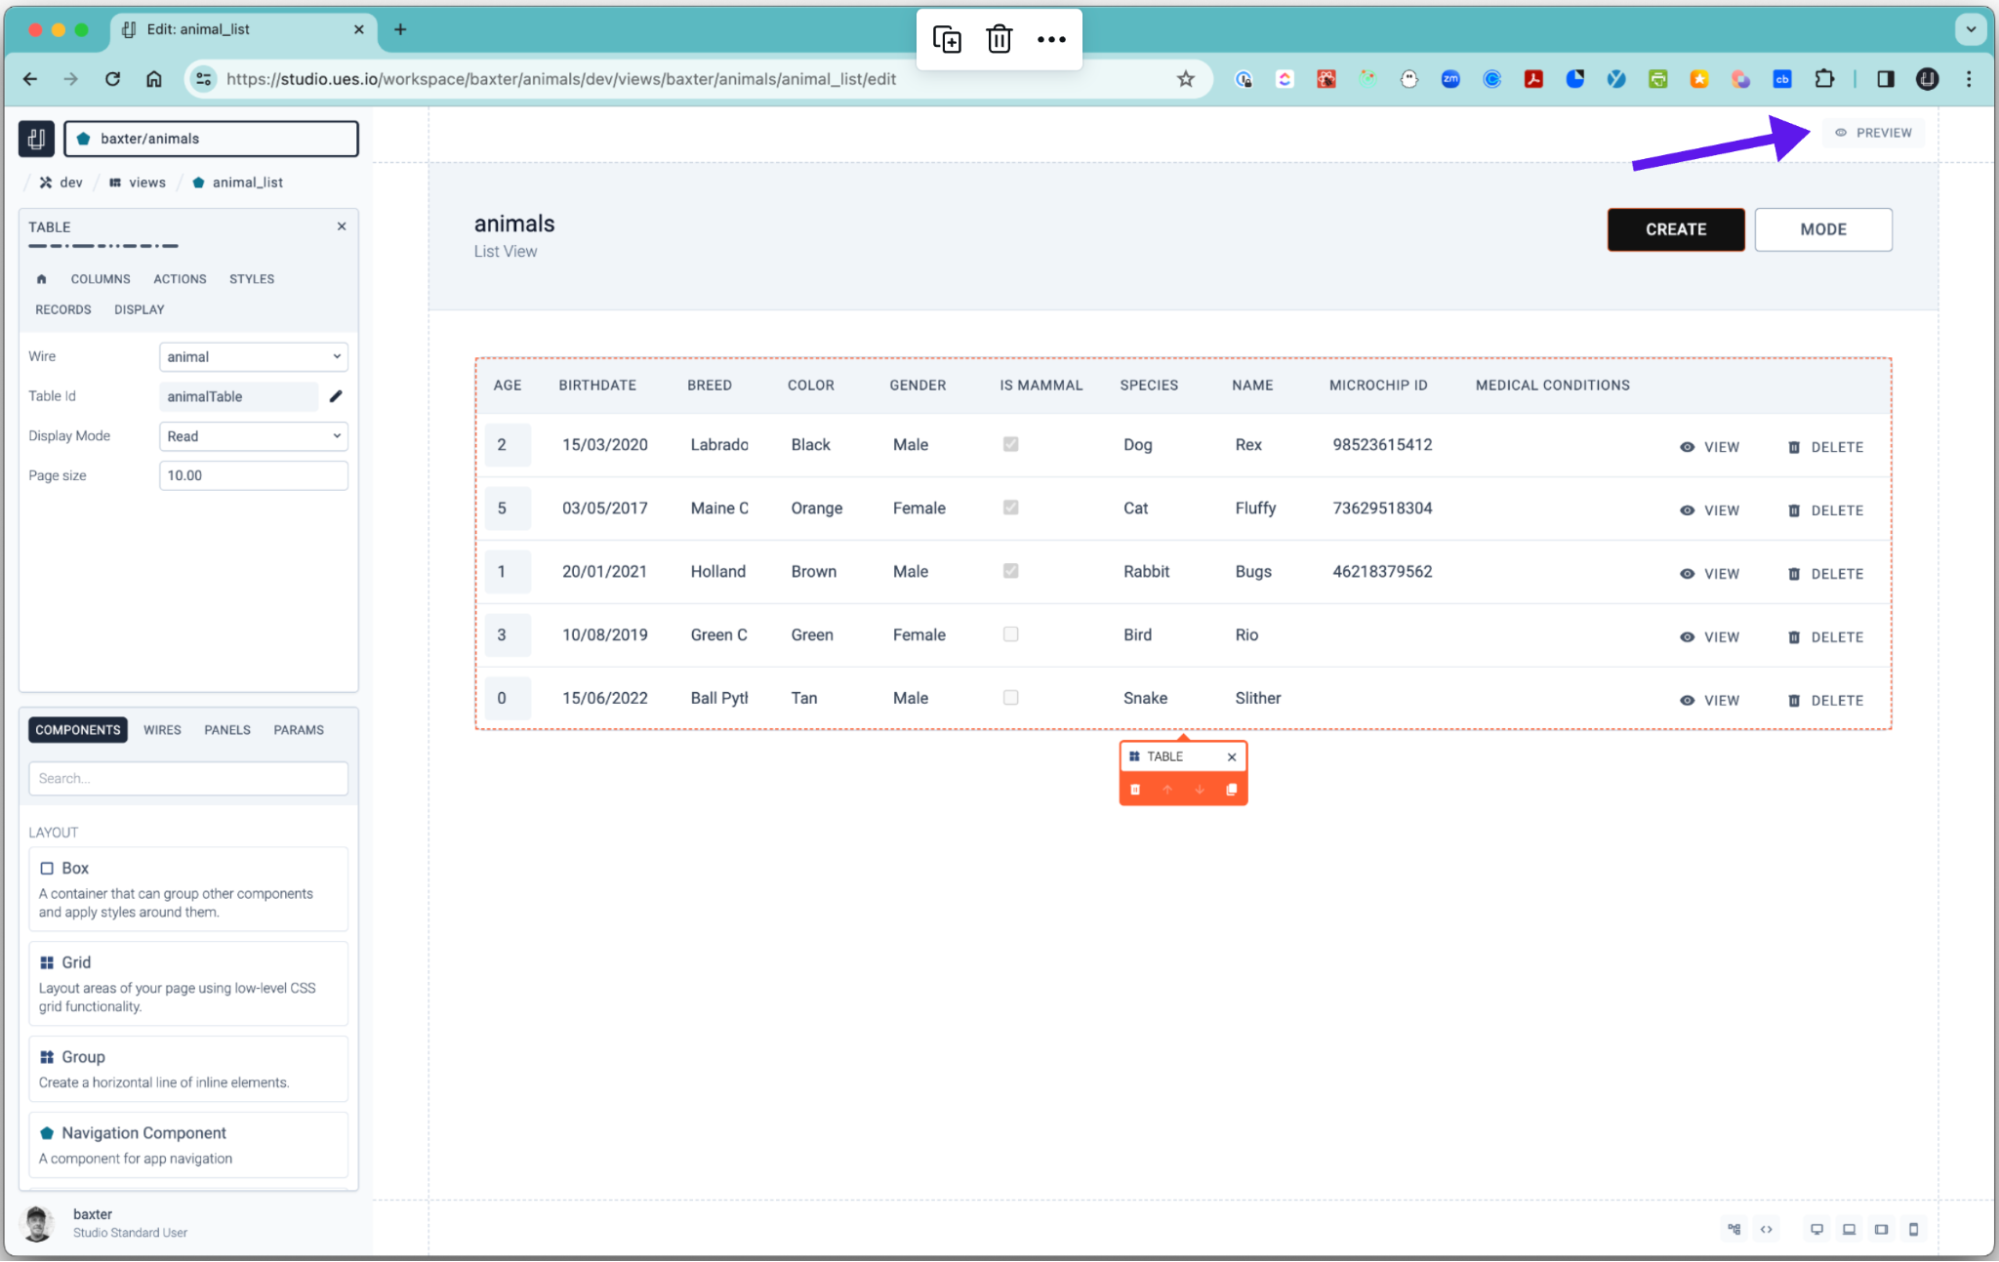 Edit: animal_list
https://studio.ues.io/workspace/baxter/animals/dev/views/baxter/animals/animal_list/edit
zm
cb
baxter/animals
/ dev / views / animal_list
PREVIEW
TABLE
COLUMNS ACTIONS STYLES
RECORDS DISPLAY
Wire animal
Table Id animalTable
Display Mode Read
Page size 10.00
COMPONENTS WIRES PANELS PARAMS
Search...
LAYOUT
Box
A container that can group other components
and apply styles around them.
Grid
Layout areas of your page using low-level CSS
grid functionality.
Group
Create a horizontal line of inline elements.
Navigation Component
A component for app navigation
baxter
Studio Standard User
animals
List View
CREATE MODE
AGE BIRTHDATE BREED COLOR GENDER IS MAMMAL SPECIES NAME MICROCHIP ID MEDICAL CONDITIONS
2 15/03/2020 Labrado Black Male Dog Rex 98523615412 VIEW DELETE
5 03/05/2017 Maine C Orange Female Cat Fluffy 73629518304 VIEW DELETE
1 20/01/2021 Holland Brown Male Rabbit Bugs 46218379562 VIEW DELETE
3 10/08/2019 Green C Green Female Bird Rio VIEW DELETE
0 15/06/2022 Ball Pyt Tan Male Snake Slither VIEW DELETE
TABLE